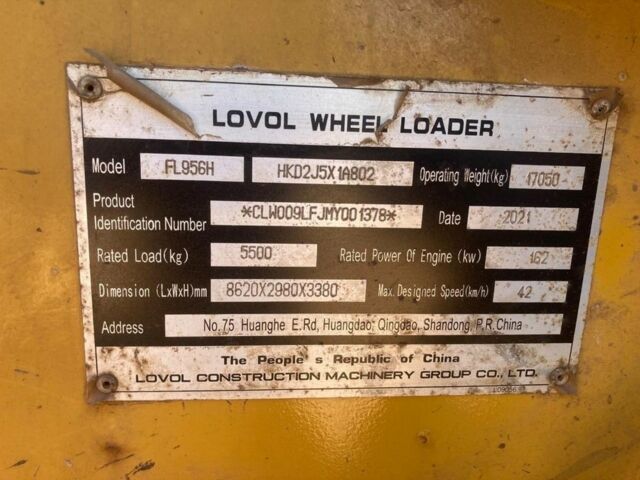 LOVOL WHEEL LOADER
Model FL956H HKD2J5X1A802 Operating Weight(kg) 17050
Product
Identification Number *CLW009LFJMY001378* Date 2021
Rated Load(kg) 5500 Rated Power Of Engine (kw) 162
Dimension (LxWxH)mm 8620X2980X3380 Max. Designed Speed(km/h) 42
Address No.75 Huanghe E.Rd, Huangdao, Qingdao, Shandong, P.R.China
The People s Republic of China
LOVOL CONSTRUCTION MACHINERY GROUP CO., LTD.